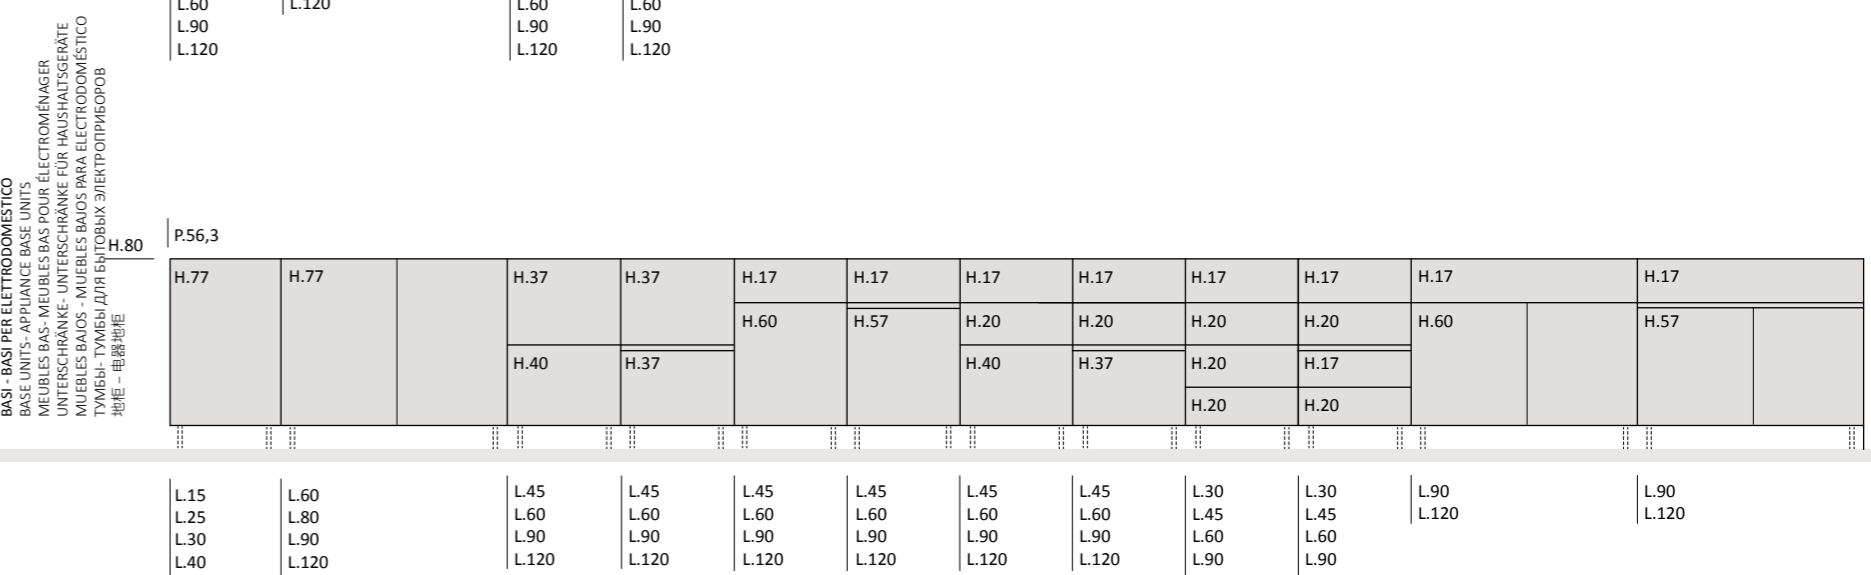 L.60
L.90
L.120
L.120
L.60
L.90
L.120
L.60
L.90
L.120
BASI - BASI PER ELETTRODOMESTICO
BASE UNITS- APPLIANCE BASE UNITS
MEUBLES BAS- MEUBLES BAS POUR ÉLECTROMÉNAGER
UNTERSCHRÄNKE- UNTERSCHRÄNKE FÜR HAUSHALTSGERÄTE
MUEBLES BAJOS - MUEBLES BAJOS PARA ELECTRODOMÉSTICO
ТУМБЫ- ТУМБЫ ДЛЯ БЫТОВЫХ ЭЛЕКТРОПРИБОРОВ
地柜 – 电器地柜
H.80
P.56,3
H.77
H.77
H.37
H.40
H.37
H.37
H.17
H.60
H.17
H.57
H.17
H.20
H.40
H.17
H.20
H.37
H.17
H.20
H.20
H.20
H.17
H.20
H.17
H.20
H.17
H.60
H.17
H.57
L.15
L.25
L.30
L.40
L.60
L.80
L.90
L.120
L.45
L.60
L.90
L.120
L.45
L.60
L.90
L.120
L.45
L.60
L.90
L.120
L.45
L.60
L.90
L.120
L.45
L.60
L.90
L.120
L.45
L.60
L.90
L.120
L.30
L.45
L.60
L.90
L.30
L.45
L.60
L.90
L.90
L.120
L.90
L.120